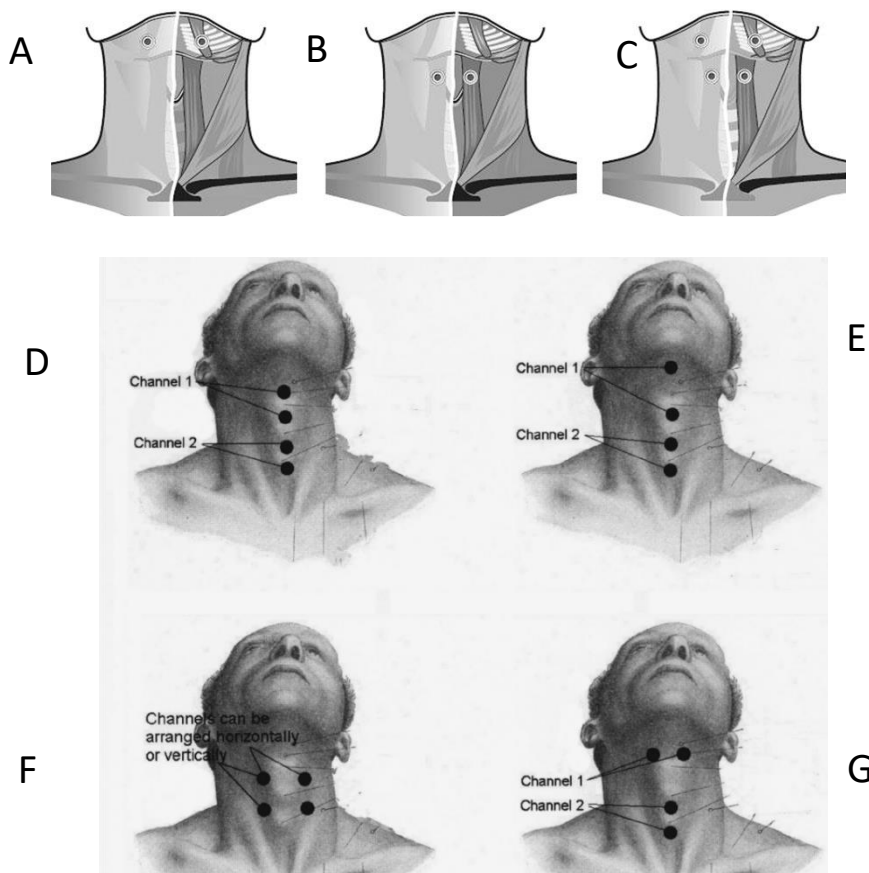 A
B
C
D
Channel 1
Channel 2
E
Channel 1
Channel 2
F
Channels can be
arranged horizontally
or vertically
G
Channel 1
Channel 2